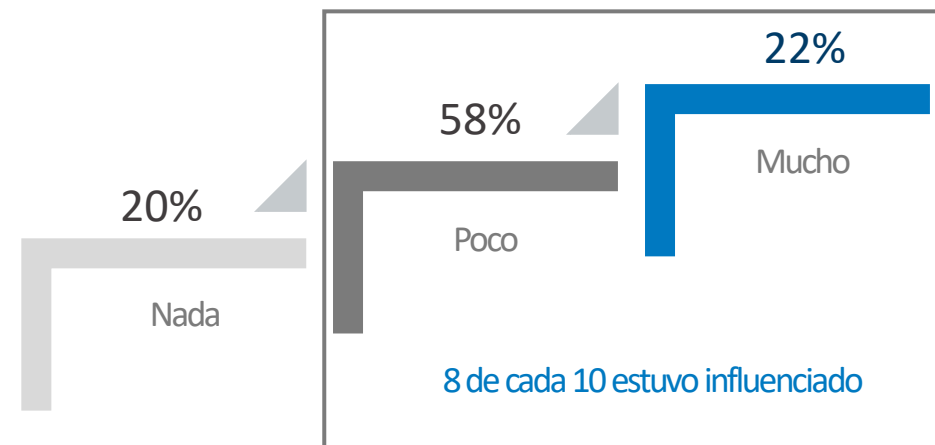 20%
Nada
58%
Poco
22%
Mucho
8 de cada 10 estuvo influenciado